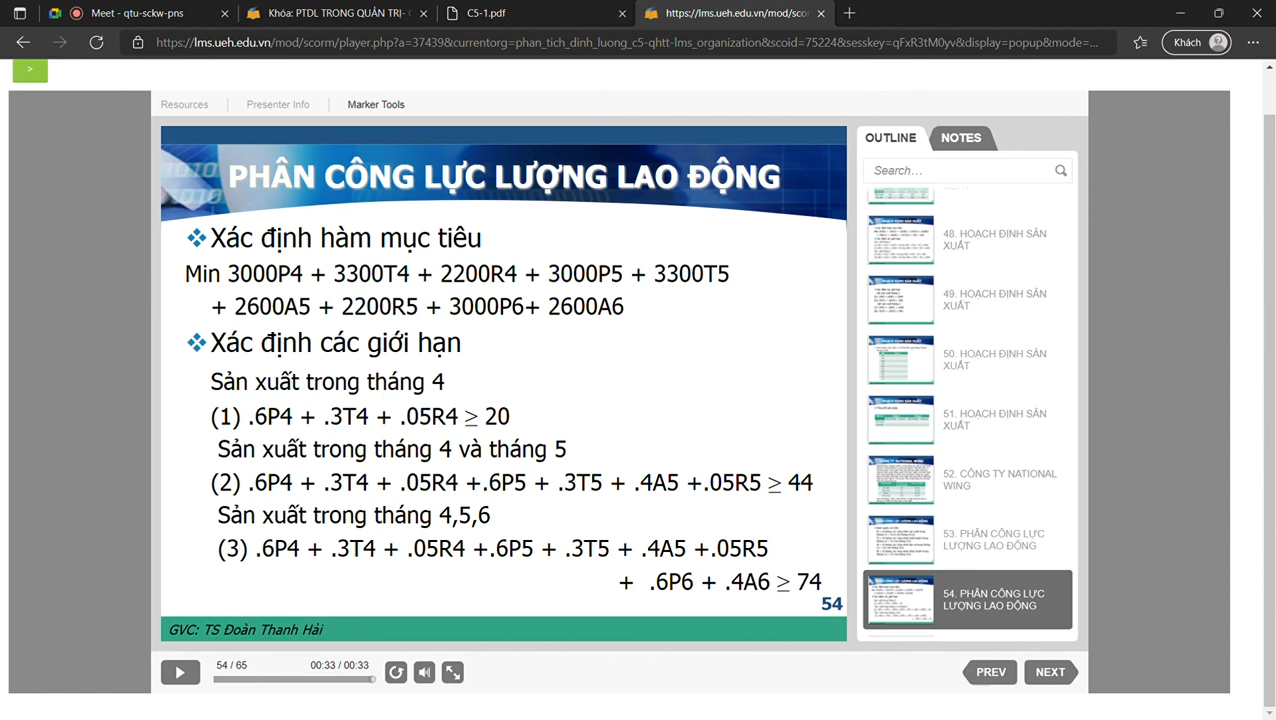 Meet - qtu-sckw-pns
Khóa: PTDL TRONG QUẢN TRỊ- C
C5-1.pdf
https://lms.ueh.edu.vn/mod/scor
https://lms.ueh.edu.vn/mod/scorm/player.php?a=37439&currentorg=phan_tich_dinh_luong_c5-qhtt-lms_organization&scoid=75224&sesskey=qFxR3tM0yv&display=popup&mode=...
Khách
>
Resources
Presenter Info
Marker Tools
PHÂN CÔNG LỰC LƯỢNG LAO ĐỘNG
❖Xác định hàm mục tiêu
Min 3000P4 + 3300T4 + 2200R4 + 3000P5 + 3300T5
+ 2600A5 + 2200R5 + 3000P6+ 2600A6
❖Xác định các giới hạn
Sản xuất trong tháng 4
(1) .6P4 + .3T4 + .05R4 ≥ 20
Sản xuất trong tháng 4 và tháng 5
(2) .6P4 + .3T4 + .05R4 +.6P5 + .3T5 + .4A5 +.05R5 ≥ 44
Sản xuất trong tháng 4,5,6
(3) .6P4 + .3T4 + .05R4 +.6P5 + .3T5 + .4A5 +.05R5
+ .6P6 + .4A6 ≥ 74
54
GVC: TS Đoàn Thanh Hải
OUTLINE
NOTES
Search...
48. HOẠCH ĐỊNH SẢN
XUẤT
49. HOẠCH ĐỊNH SẢN
XUẤT
50. HOẠCH ĐỊNH SẢN
XUẤT
51. HOẠCH ĐỊNH SẢN
XUẤT
52. CÔNG TY NATIONAL
WING
53. PHÂN CÔNG LỰC
LƯỢNG LAO ĐỘNG
54. PHÂN CÔNG LỰC
LƯỢNG LAO ĐỘNG
54 / 65
00:33 / 00:33
PREV
NEXT